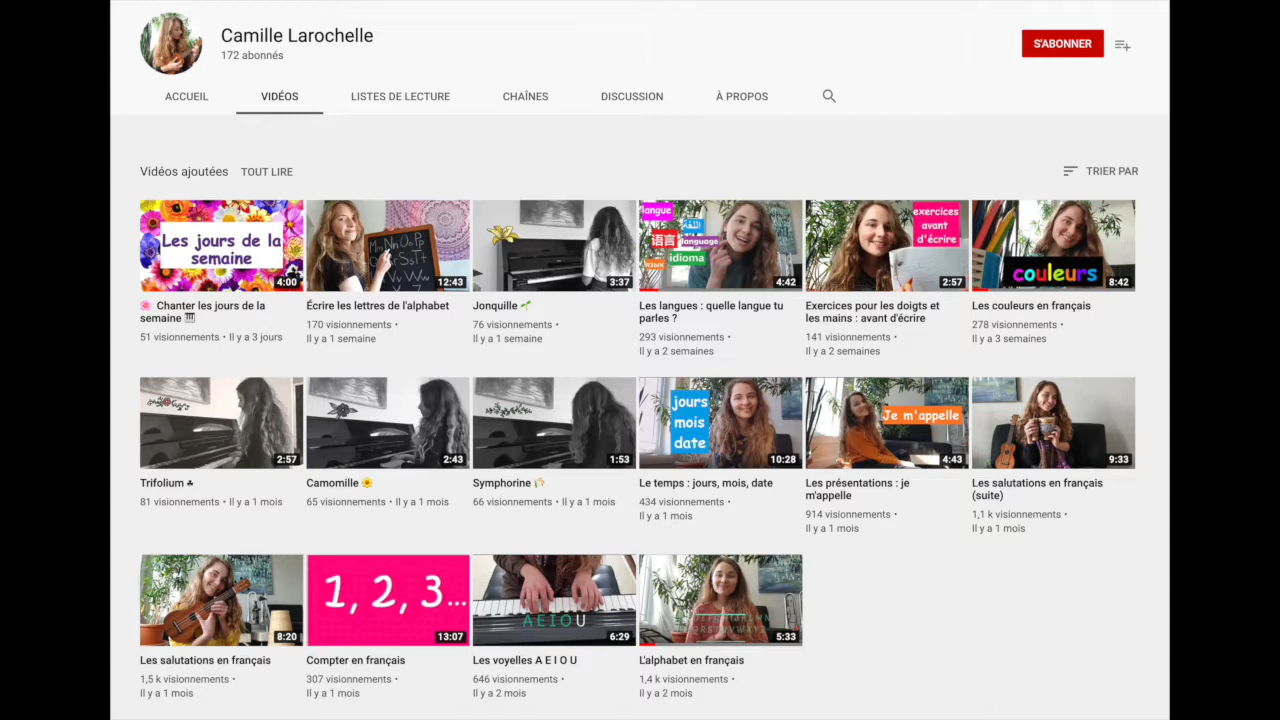 Camille Larochelle
172 abonnés
S'ABONNER
ACCUEIL
VIDÉOS
LISTES DE LECTURE
CHAÎNES
DISCUSSION
À PROPOS
Vidéos ajoutées
TOUT LIRE
TRIER PAR
Les jours de la
semaine
4:00
Mm Nn Oo Pp
12:43
3:37
langue
اللغة
语言
language
idioma
язык
4:42
exercices
avant
d'écrire
2:57
couleurs
8:42
🌸 Chanter les jours de la
semaine 🎹
51 visionnements • Il y a 3 jours
Écrire les lettres de l'alphabet
170 visionnements •
Il y a 1 semaine
Jonquille 🌱
76 visionnements •
Il y a 1 semaine
Les langues : quelle langue tu
parles ?
293 visionnements •
Il y a 2 semaines
Exercices pour les doigts et
les mains : avant d'écrire
141 visionnements •
Il y a 2 semaines
Les couleurs en français
278 visionnements •
Il y a 3 semaines
2:57
2:43
1:53
jours
mois
date
10:28
Je m'appelle
4:43
9:33
Trifolium ☘
81 visionnements • Il y a 1 mois
Camomille 🌼
65 visionnements • Il y a 1 mois
Symphorine
66 visionnements • Il y a 1 mois
Le temps : jours, mois, date
434 visionnements •
Il y a 1 mois
Les présentations : je
m'appelle
914 visionnements •
Il y a 1 mois
Les salutations en français
(suite)
1,1 k visionnements •
Il y a 1 mois
8:20
1, 2, 3...
13:07
A E I O U
6:29
5:33
Les salutations en français
1,5 k visionnements •
Il y a 1 mois
Compter en français
307 visionnements •
Il y a 1 mois
Les voyelles A E I O U
646 visionnements •
Il y a 2 mois
L'alphabet en français
1,4 k visionnements •
Il y a 2 mois